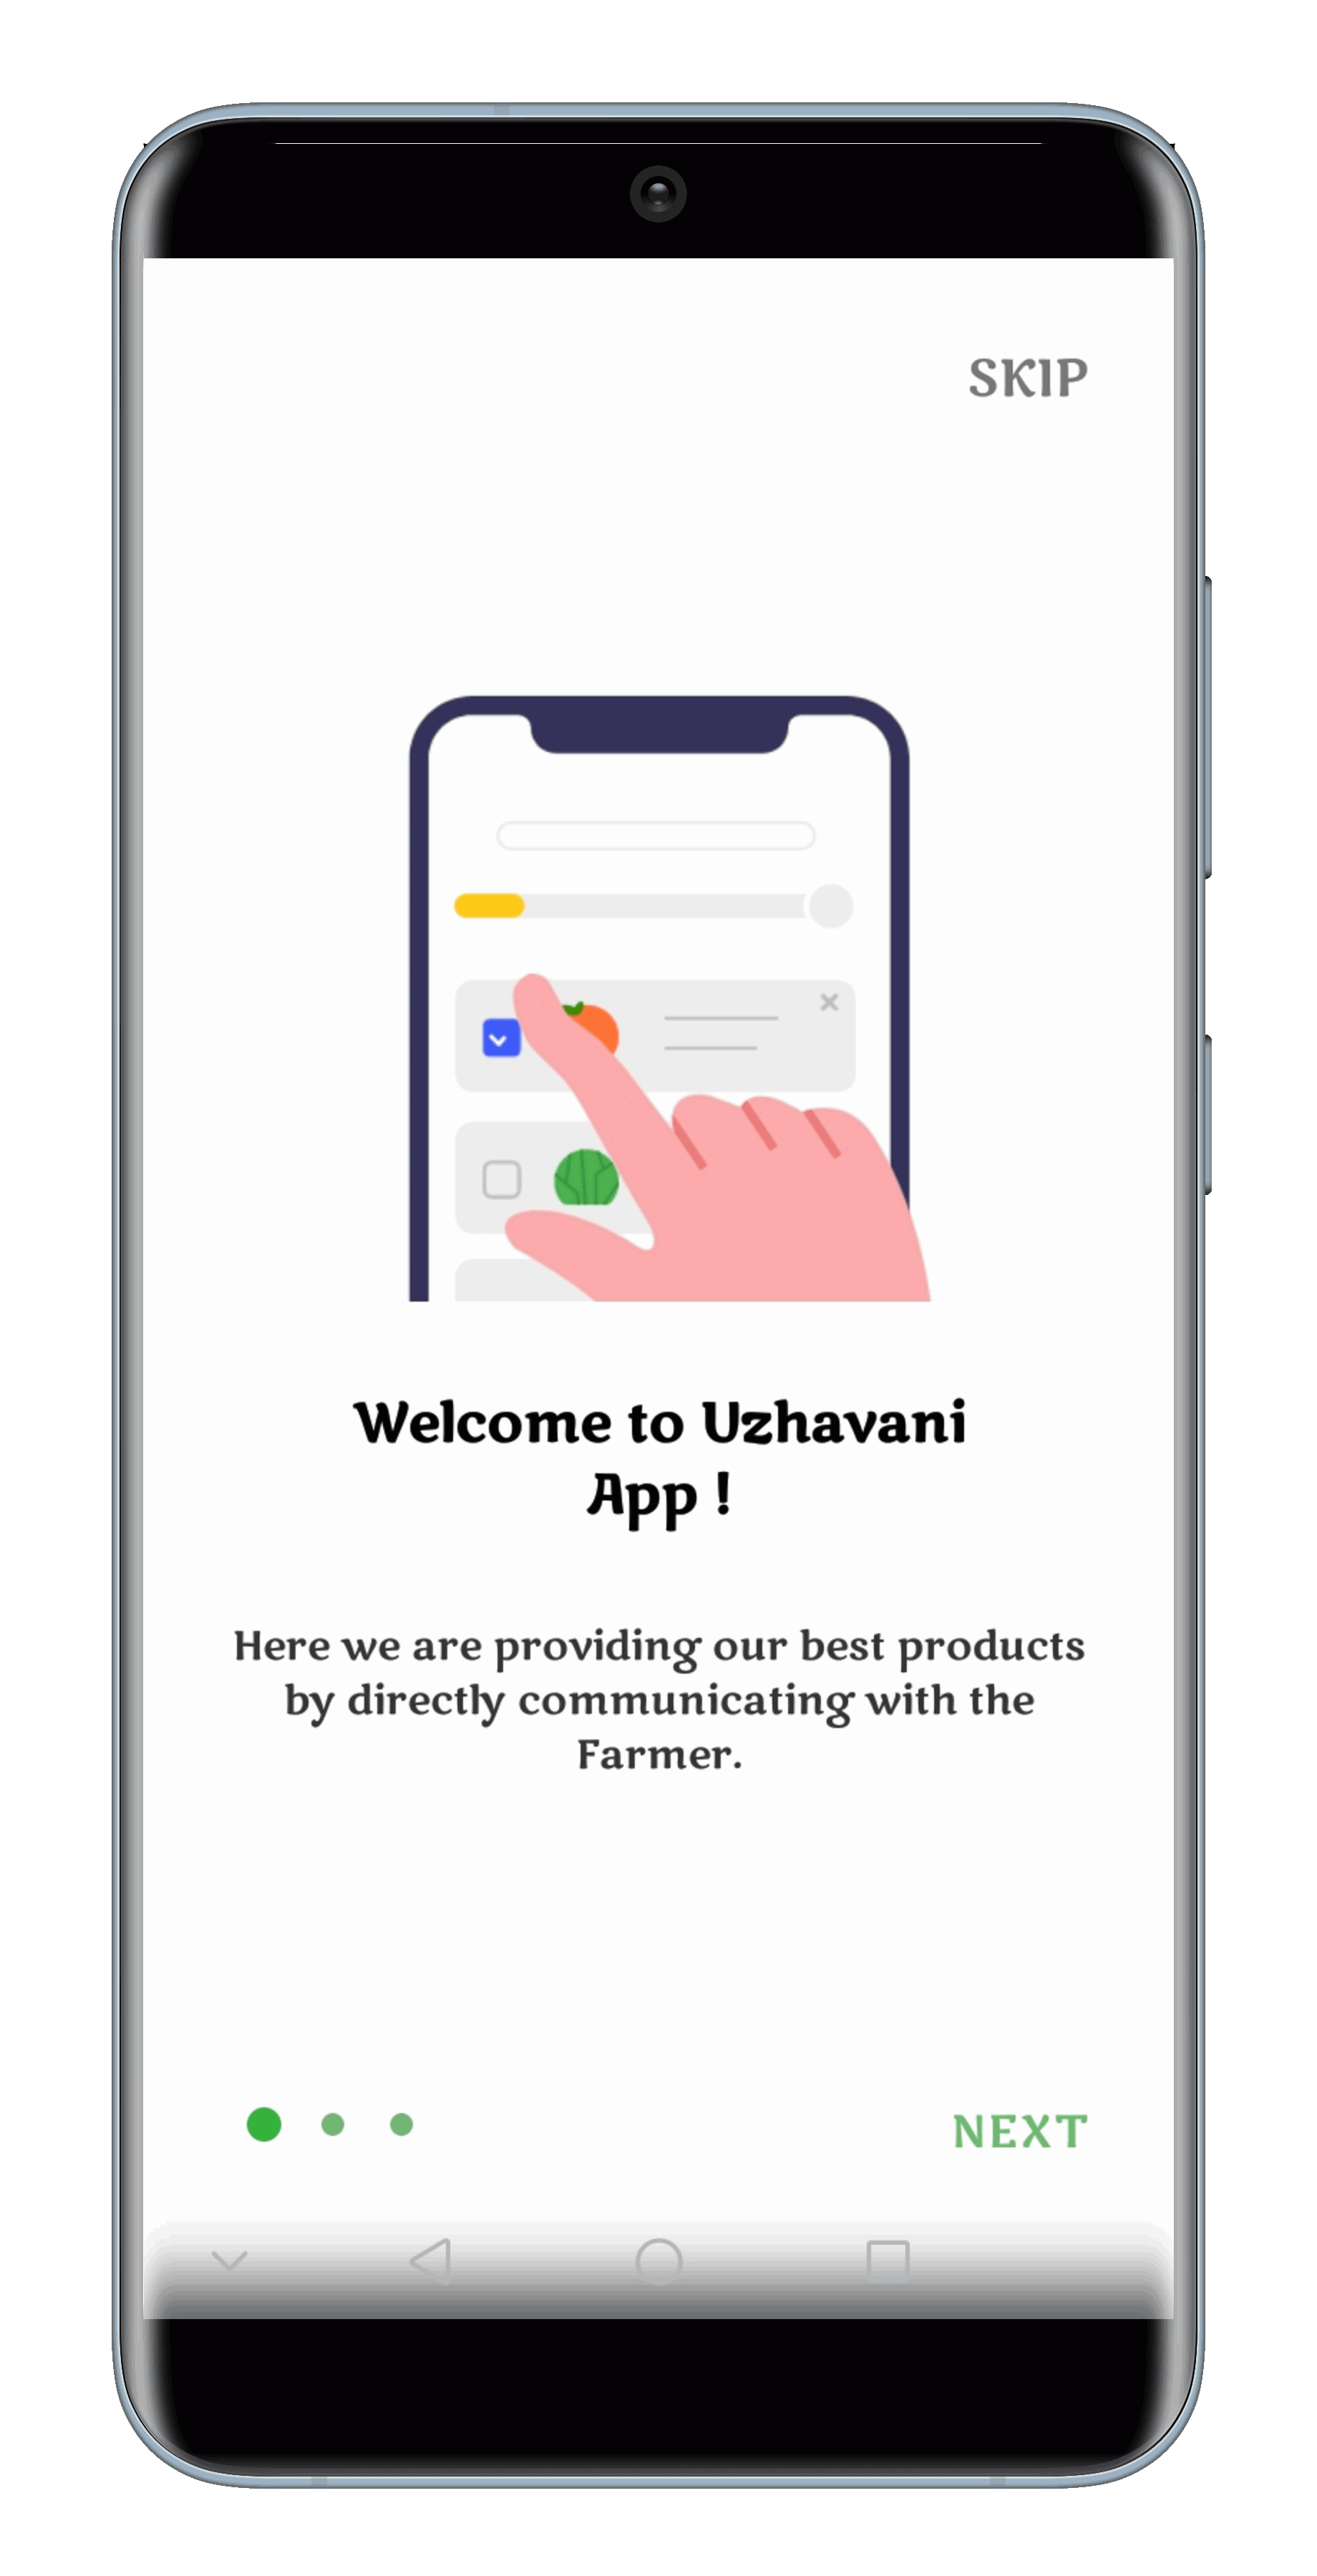 SKIP
Welcome to Uzhavani
App !
Here we are providing our best products
by directly communicating with the
Farmer.
NEXT